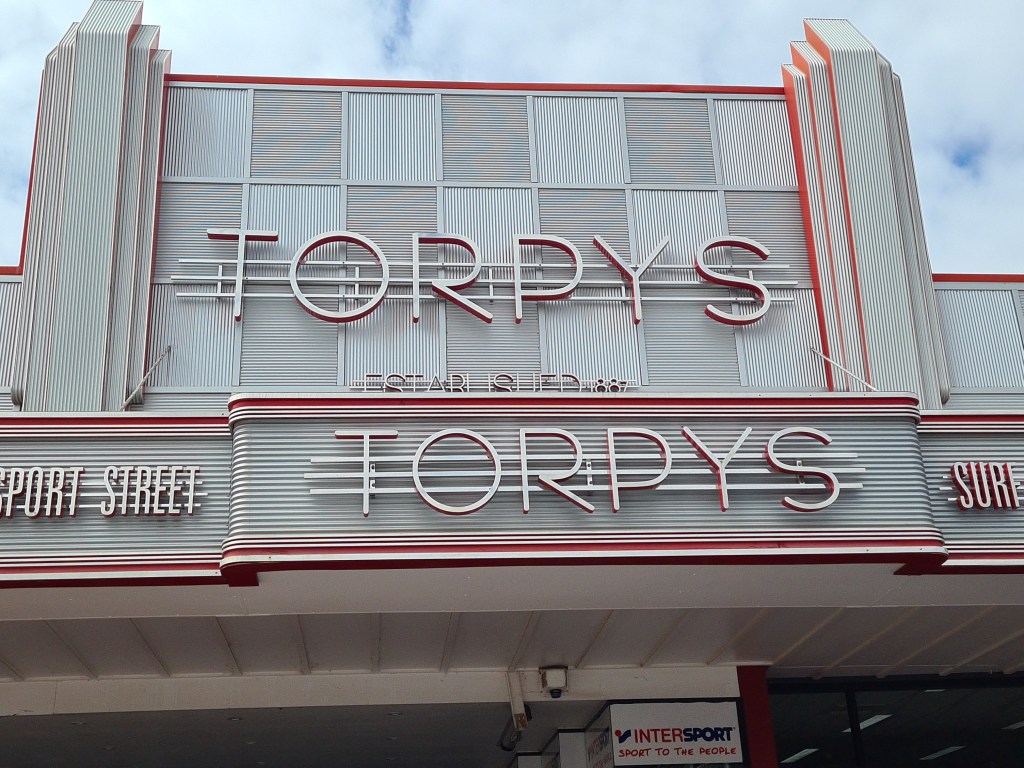 TORPYS
ESTABLISHED 1887
TORPYS
SPORT STREET
SURF
INTERSPORT
SPORT TO THE PEOPLE